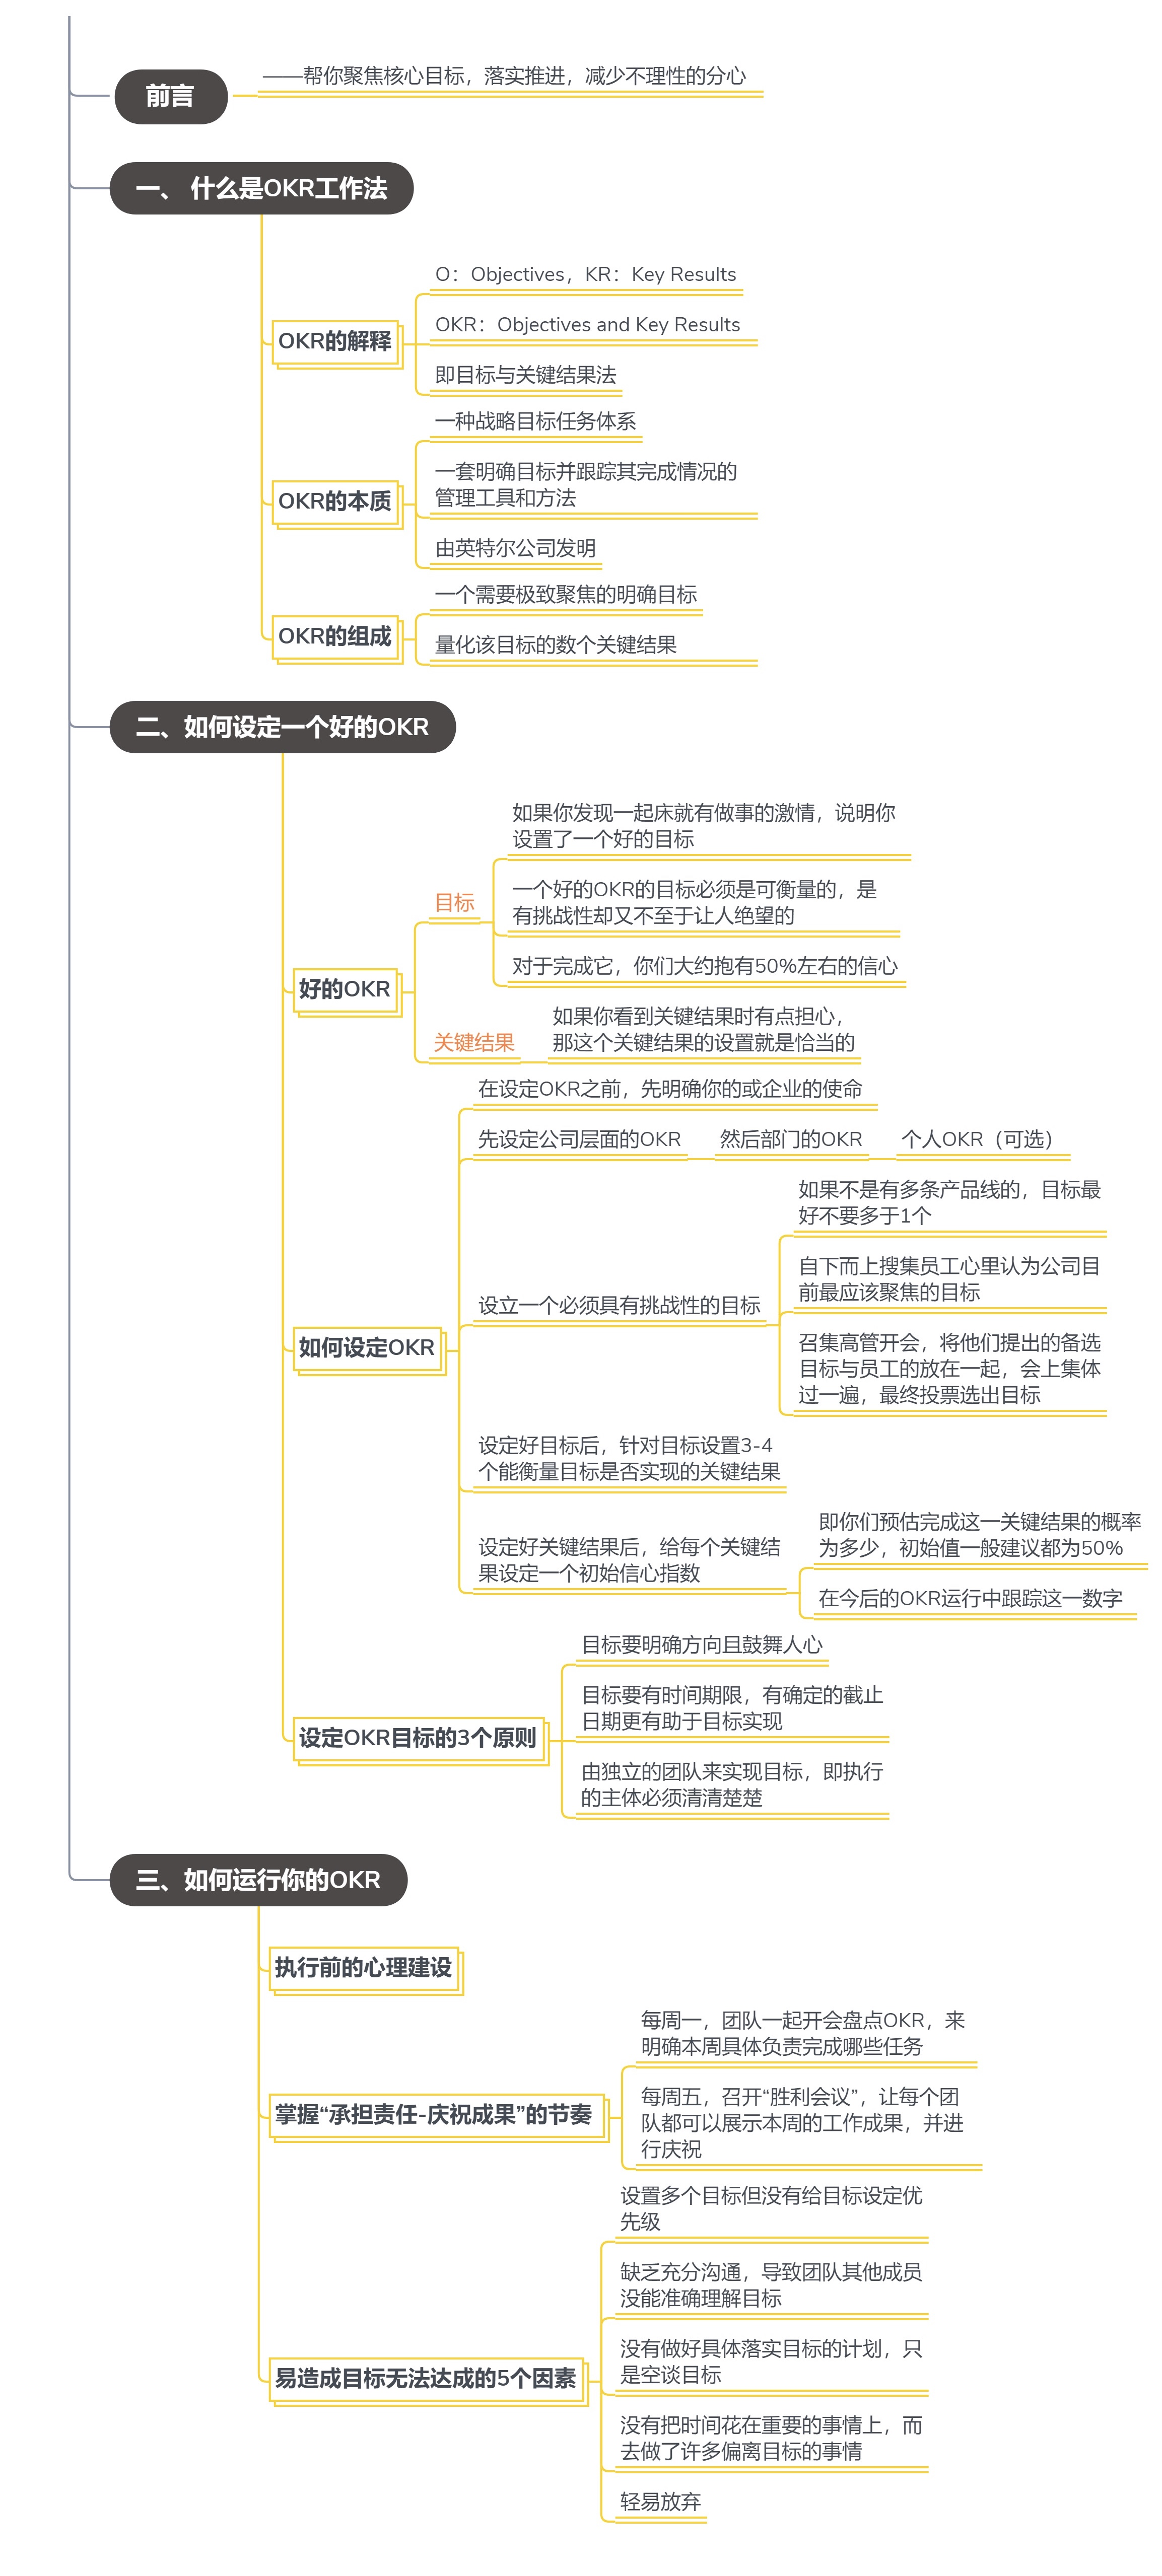 前言
——帮你聚焦核心目标，落实推进，减少不理性的分心
一、 什么是OKR工作法
OKR的解释
O：Objectives，KR：Key Results
OKR：Objectives and Key Results
即目标与关键结果法
OKR的本质
一种战略目标任务体系
一套明确目标并跟踪其完成情况的
管理工具和方法
由英特尔公司发明
OKR的组成
一个需要极致聚焦的明确目标
量化该目标的数个关键结果
二、如何设定一个好的OKR
好的OKR
目标
如果你发现一起床就有做事的激情，说明你
设置了一个好的目标
一个好的OKR的目标必须是可衡量的，是
有挑战性却又不至于让人绝望的
对于完成它，你们大约抱有50%左右的信心
关键结果
如果你看到关键结果时有点担心，
那这个关键结果的设置就是恰当的
如何设定OKR
在设定OKR之前，先明确你的或企业的使命
先设定公司层面的OKR
然后部门的OKR
个人OKR（可选）
设立一个必须具有挑战性的目标
如果不是有多条产品线的，目标最
好不要多于1个
自下而上搜集员工心里认为公司目
前最应该聚焦的目标
召集高管开会，将他们提出的备选
目标与员工的放在一起，会上集体
过一遍，最终投票选出目标
设定好目标后，针对目标设置3-4
个能衡量目标是否实现的关键结果
设定好关键结果后，给每个关键结
果设定一个初始信心指数
即你们预估完成这一关键结果的概率
为多少，初始值一般建议都为50%
在今后的OKR运行中跟踪这一数字
设定OKR目标的3个原则
目标要明确方向且鼓舞人心
目标要有时间期限，有确定的截止
日期更有助于目标实现
由独立的团队来实现目标，即执行
的主体必须清清楚楚
三、如何运行你的OKR
执行前的心理建设
掌握“承担责任-庆祝成果”的节奏
每周一，团队一起开会盘点OKR，来
明确本周具体负责完成哪些任务
每周五，召开“胜利会议”，让每个团
队都可以展示本周的工作成果，并进
行庆祝
易造成目标无法达成的5个因素
设置多个目标但没有给目标设定优
先级
缺乏充分沟通，导致团队其他成员
没能准确理解目标
没有做好具体落实目标的计划，只
是空谈目标
没有把时间花在重要的事情上，而
去做了许多偏离目标的事情
轻易放弃